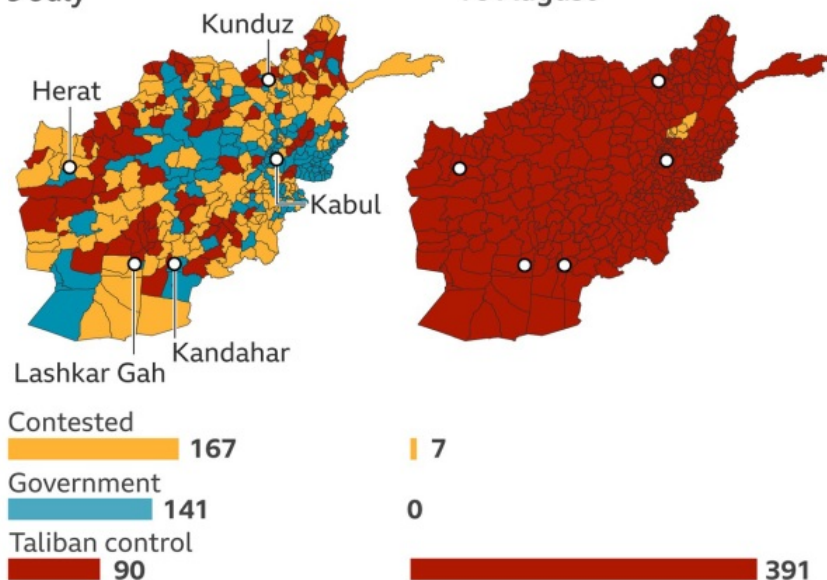 Kunduz
Herat
Kabul
Kandahar
Lashkar Gah
Contested
167
7
Government
141
0
Taliban control
90
391